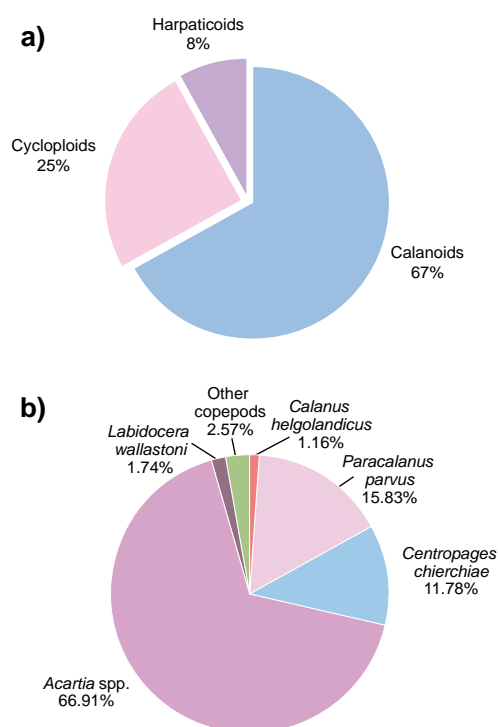 a)
Harpaticoids
8%
Cycloploids
25%
Calanoids
67%
b)
Other
copepods
2.57%
Calanus
helgolandicus
1.16%
Labidocera
wallastoni
1.74%
Paracalanus
parvus
15.83%
Centropages
chierchiae
11.78%
Acartia spp.
66.91%